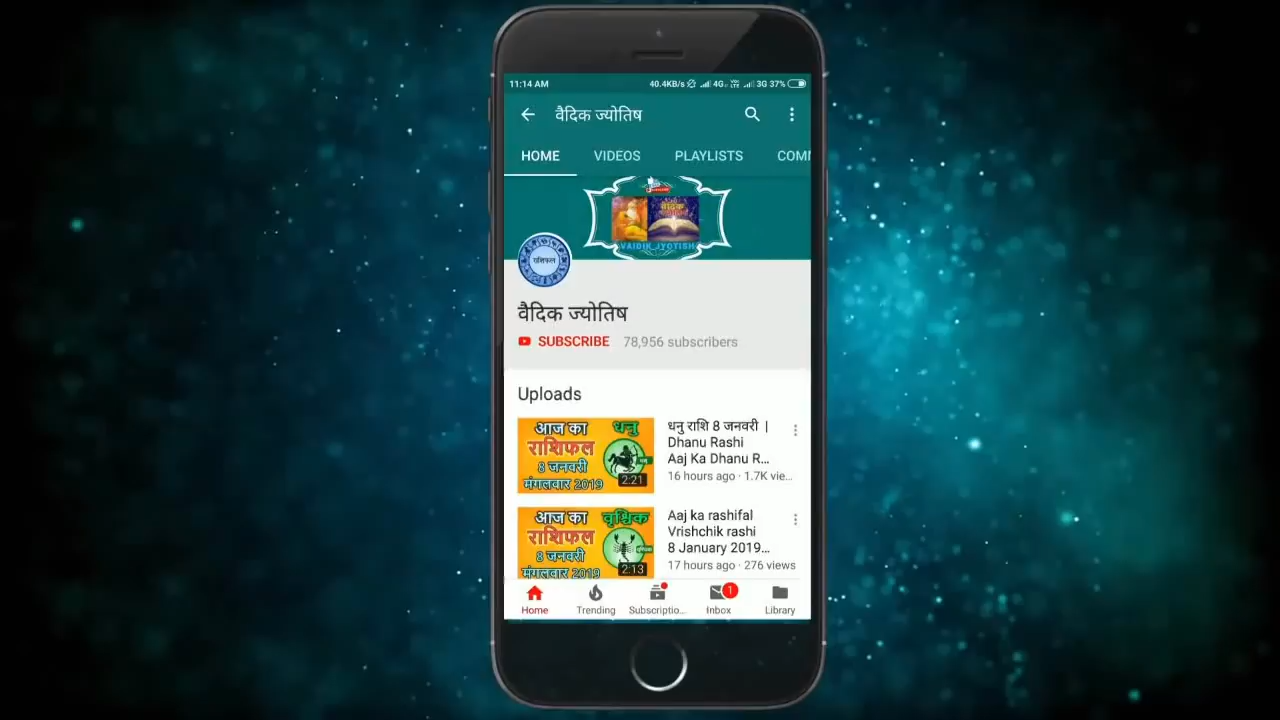 11:14 AM
40.4KB/s 4G 3G 37%
वैदिक ज्योतिष
HOME VIDEOS PLAYLISTS COM
वैदिक
VAIDIK JYOTISH
राशिफल
वैदिक ज्योतिष
SUBSCRIBE 78,956 subscribers
Uploads
आज का धनु
राशिफल
8 जनवरी
मंगलवार 2019
2:21
धनु राशि 8 जनवरी |
Dhanu Rashi
Aaj Ka Dhanu R...
16 hours ago · 1.7K vie...
आज का वृश्चिक
राशिफल
8 जनवरी
मंगलवार 2019
2:13
Aaj ka rashifal
Vrishchik rashi
8 January 2019...
17 hours ago · 276 views
1
Home Trending Subscriptio... Inbox Library